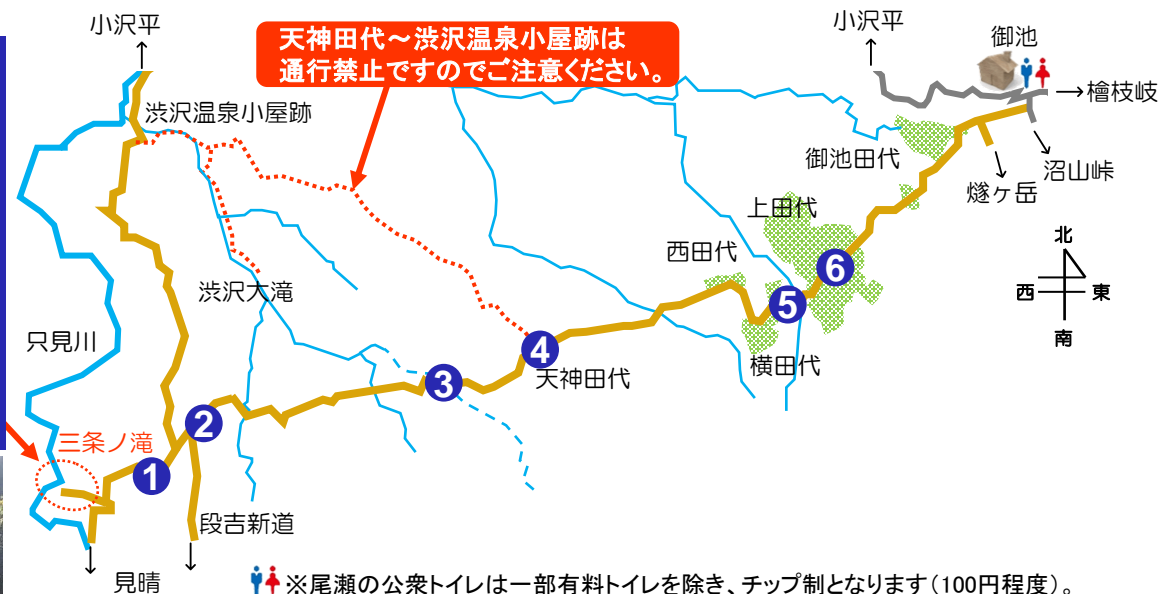 小沢平
天神田代～渋沢温泉小屋跡は
通行禁止ですのでご注意ください。
小沢平
御池
→檜枝岐
渋沢温泉小屋跡
御池田代
沼山峠
燧ヶ岳
上田代
北
西 東
南
西田代
6
渋沢大滝
5
只見川
横田代
4
天神田代
3
2
三条ノ滝
1
段吉新道
見晴
※尾瀬の公衆トイレは一部有料トイレを除き、チップ制となります(100円程度)。